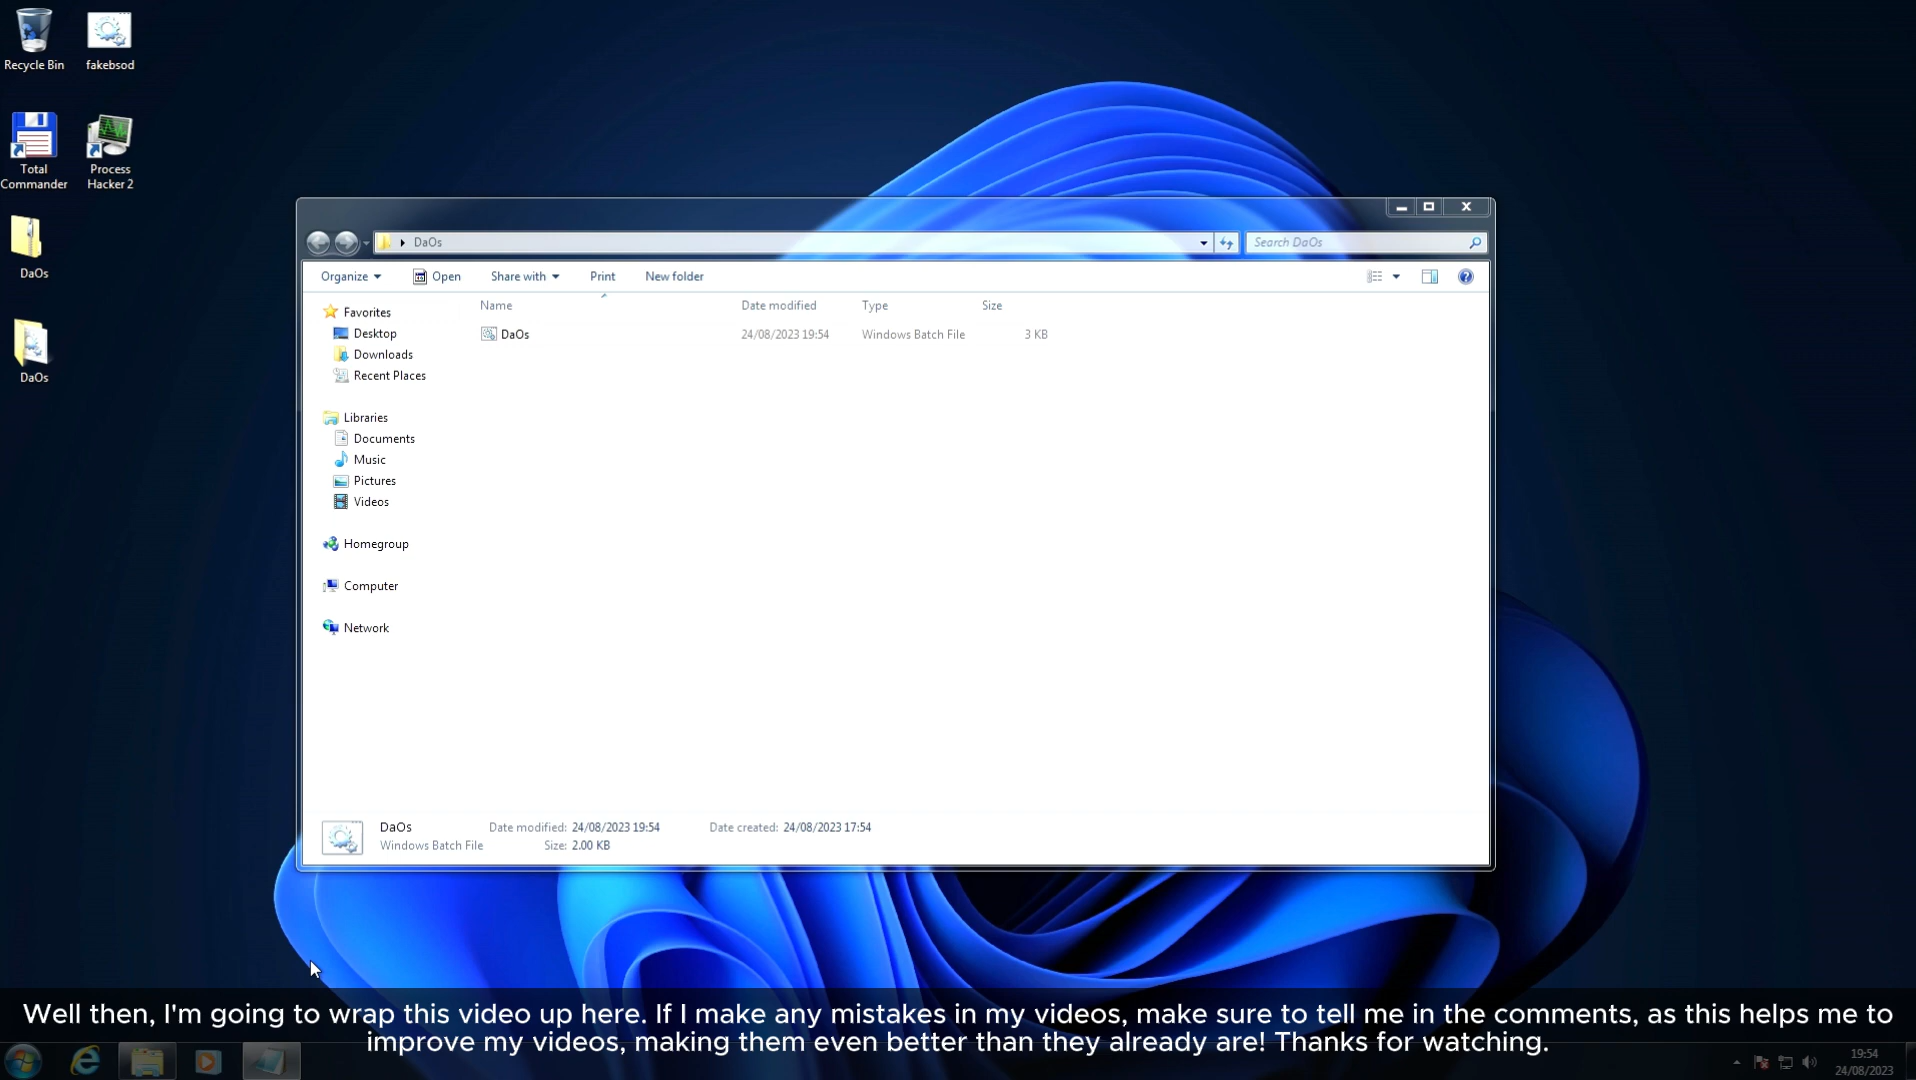 Recycle Bin
fakebsod
Total
Commander
Process
Hacker 2
DaOs
DaOs
DaOs
Search DaOs
Organize
Open
Share with
Print
New folder
Name
Date modified
Type
Size
DaOs
24/08/2023 19:54
Windows Batch File
3 KB
Favorites
Desktop
Downloads
Recent Places
Libraries
Documents
Music
Pictures
Videos
Homegroup
Computer
Network
DaOs
Date modified: 24/08/2023 19:54
Date created: 24/08/2023 17:54
Windows Batch File
Size: 2.00 KB
Well then, I'm going to wrap this video up here. If I make any mistakes in my videos, make sure to tell me in the comments, as this helps me to
improve my videos, making them even better than they already are! Thanks for watching.
19:54
24/08/2023